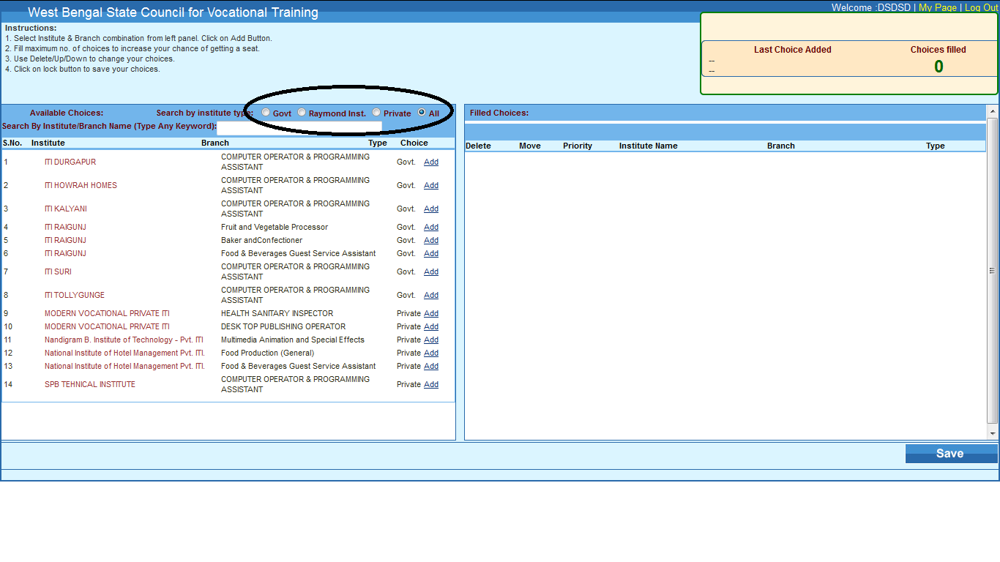 West Bengal State Council for Vocational Training
Welcome :DSDSD | My Page | Log Out
Instructions:
1. Select Institute & Branch combination from left panel. Click on Add Button.
2. Fill maximum no. of choices to increase your chance of getting a seat.
3. Use Delete/Up/Down to change your choices.
4. Click on lock button to save your choices.
Last Choice Added Choices filled
-- 0
--
Available Choices: Search by institute type: Govt Raymond Inst. Private All
Search By Institute/Branch Name (Type Any Keyword):
S.No. Institute Branch Type Choice
1 ITI DURGAPUR COMPUTER OPERATOR & PROGRAMMING ASSISTANT Govt. Add
2 ITI HOWRAH HOMES COMPUTER OPERATOR & PROGRAMMING ASSISTANT Govt. Add
3 ITI KALYANI COMPUTER OPERATOR & PROGRAMMING ASSISTANT Govt. Add
4 ITI RAIGUNJ Fruit and Vegetable Processor Govt. Add
5 ITI RAIGUNJ Baker andConfectioner Govt. Add
6 ITI RAIGUNJ Food & Beverages Guest Service Assistant Govt. Add
7 ITI SURI COMPUTER OPERATOR & PROGRAMMING ASSISTANT Govt. Add
8 ITI TOLLYGUNGE COMPUTER OPERATOR & PROGRAMMING ASSISTANT Govt. Add
9 MODERN VOCATIONAL PRIVATE ITI HEALTH SANITARY INSPECTOR Private Add
10 MODERN VOCATIONAL PRIVATE ITI DESK TOP PUBLISHING OPERATOR Private Add
11 Nandigram B. Institute of Technology - Pvt. ITI Multimedia Animation and Special Effects Private Add
12 National Institute of Hotel Management Pvt. ITI. Food Production (General) Private Add
13 National Institute of Hotel Management Pvt. ITI. Food & Beverages Guest Service Assistant Private Add
14 SPB TEHNICAL INSTITUTE COMPUTER OPERATOR & PROGRAMMING ASSISTANT Private Add
Filled Choices:
Delete Move Priority Institute Name Branch Type
Save